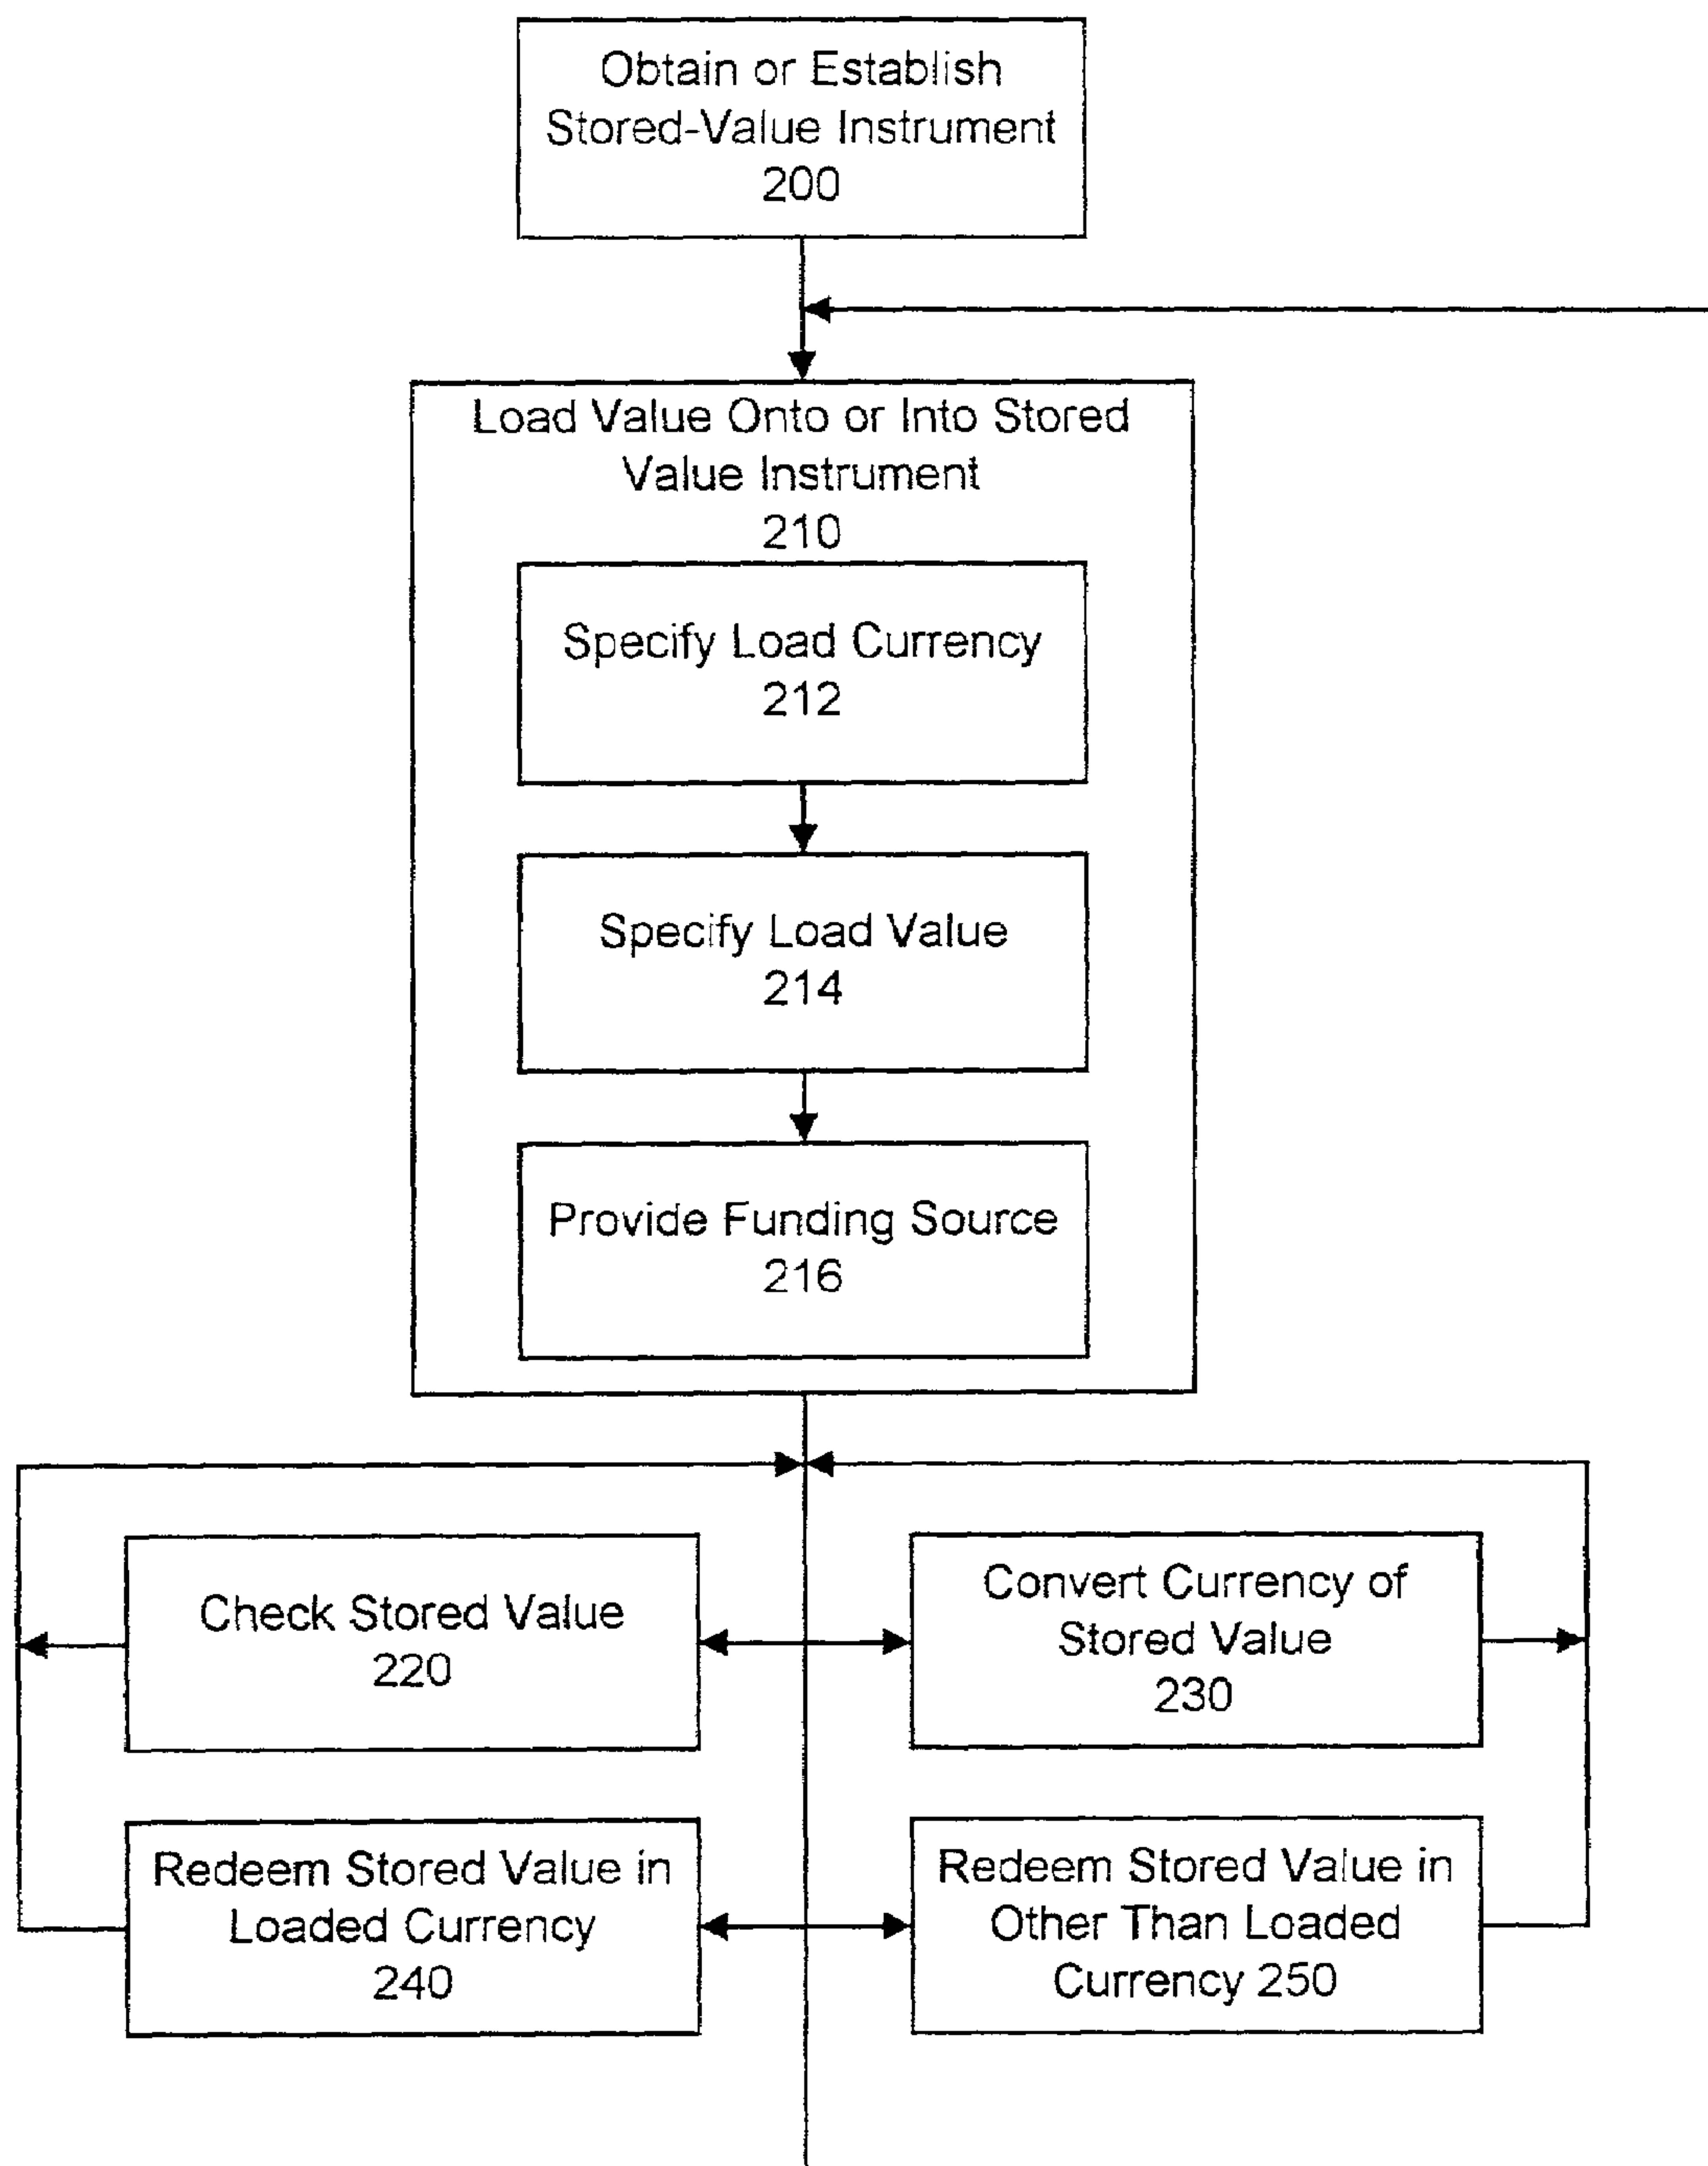 Obtain or Establish
Stored-Value Instrument
200
Load Value Onto or Into Stored
Value Instrument
210
Specify Load Currency
212
Specify Load Value
214
Provide Funding Source
216
Check Stored Value
220
Convert Currency of
Stored Value
230
Redeem Stored Value in
Loaded Currency
240
Redeem Stored Value in
Other Than Loaded
Currency 250